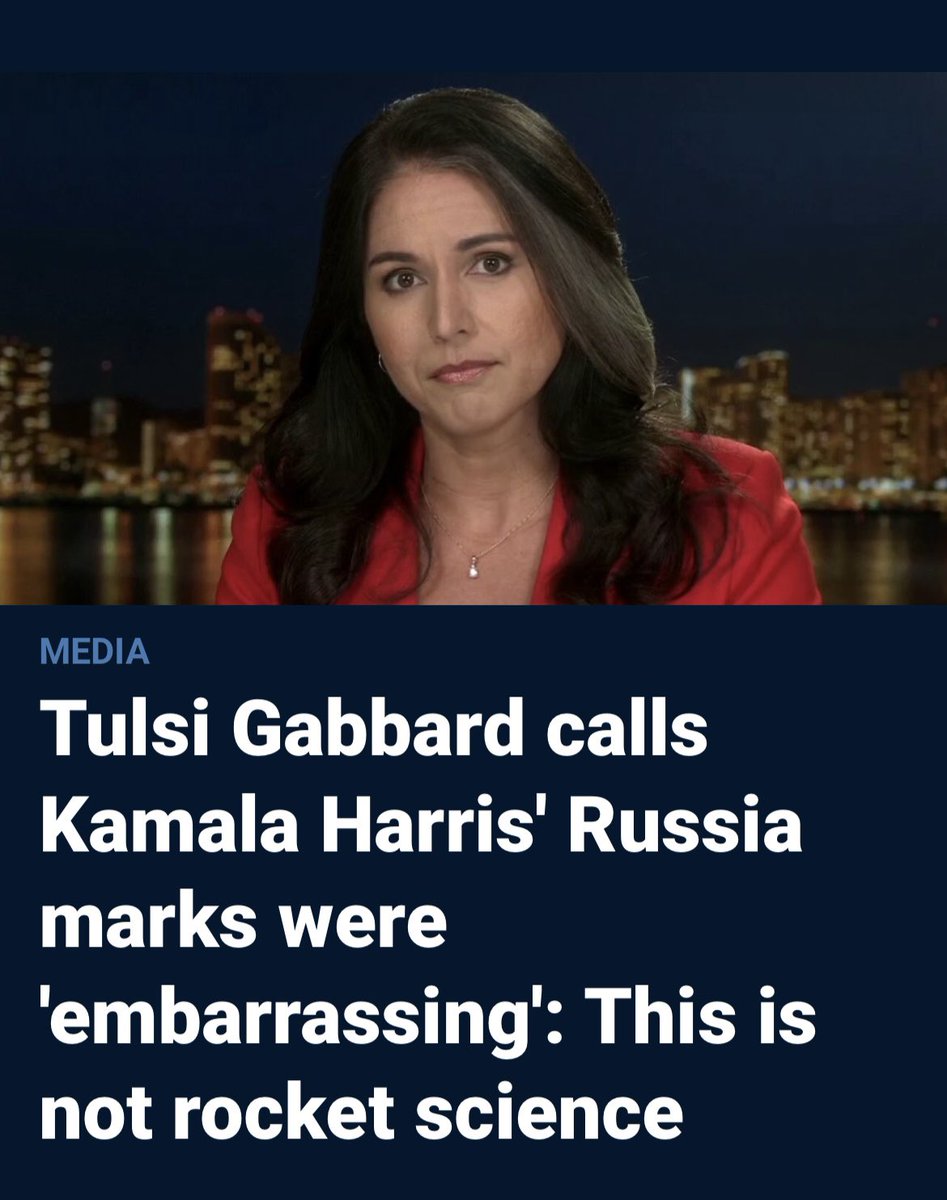 MEDIA
Tulsi Gabbard calls
Kamala Harris' Russia
marks were
'embarrassing': This is
not rocket science